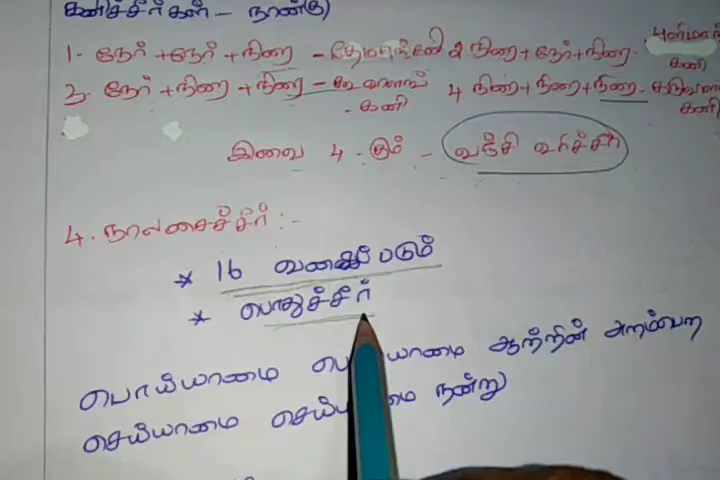 கனிச்சீர்கள் - நான்கு
1- நேர் +நேர் +நிரை - தேமாங்கனி 2 நிரை + நேர்+நிரை- புளிமாங்கனி
3. நேர் +நிரை +நிரை - கூவிளங்கனி 4 நிரை+நிரை+நிரை- கருவிளங்கனி
இவை 4 -கும் - வஞ்சி உரிச்சீர்
4. நாலசைச்சீர் :-
* 16 வகைப்படும்
* பொதுச்சீர்
பொய்யாமை யாமை ஆற்றின் அறம்பிற
செய்யாமை மை நன்று